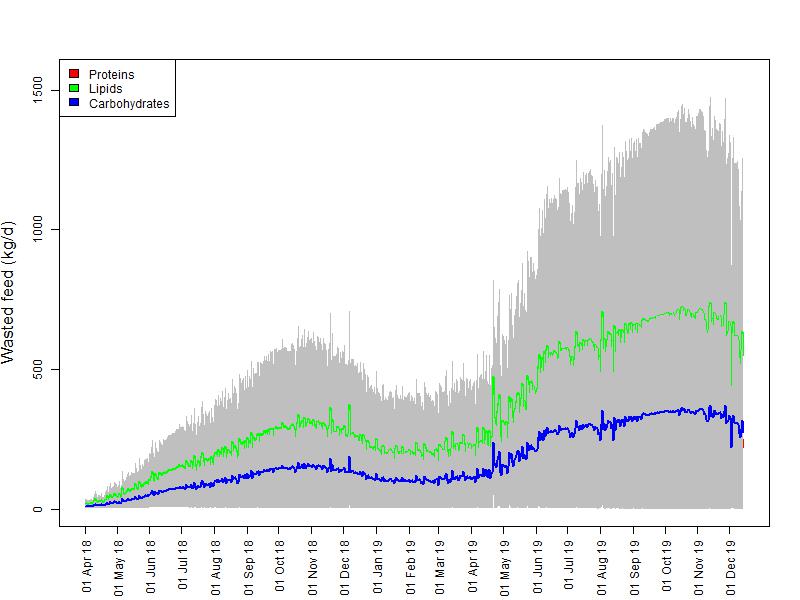 Proteins
Lipids
Carbohydrates
Wasted feed (kg/d)
1500
1000
500
0
01 Apr 18
01 May 18
01 Jun 18
01 Jul 18
01 Aug 18
01 Sep 18
01 Oct 18
01 Nov 18
01 Dec 18
01 Jan 19
01 Feb 19
01 Mar 19
01 Apr 19
01 May 19
01 Jun 19
01 Jul 19
01 Aug 19
01 Sep 19
01 Oct 19
01 Nov 19
01 Dec 19